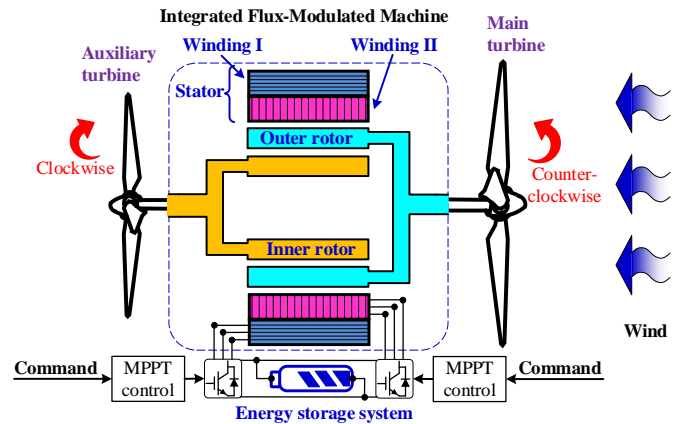 Integrated Flux-Modulated Machine
Auxiliary
turbine
Winding I
Winding II
Main
turbine
Stator
Outer rotor
Clockwise
Counter-
clockwise
Inner rotor
Wind
Command
MPPT
control
MPPT
control
Command
Energy storage system